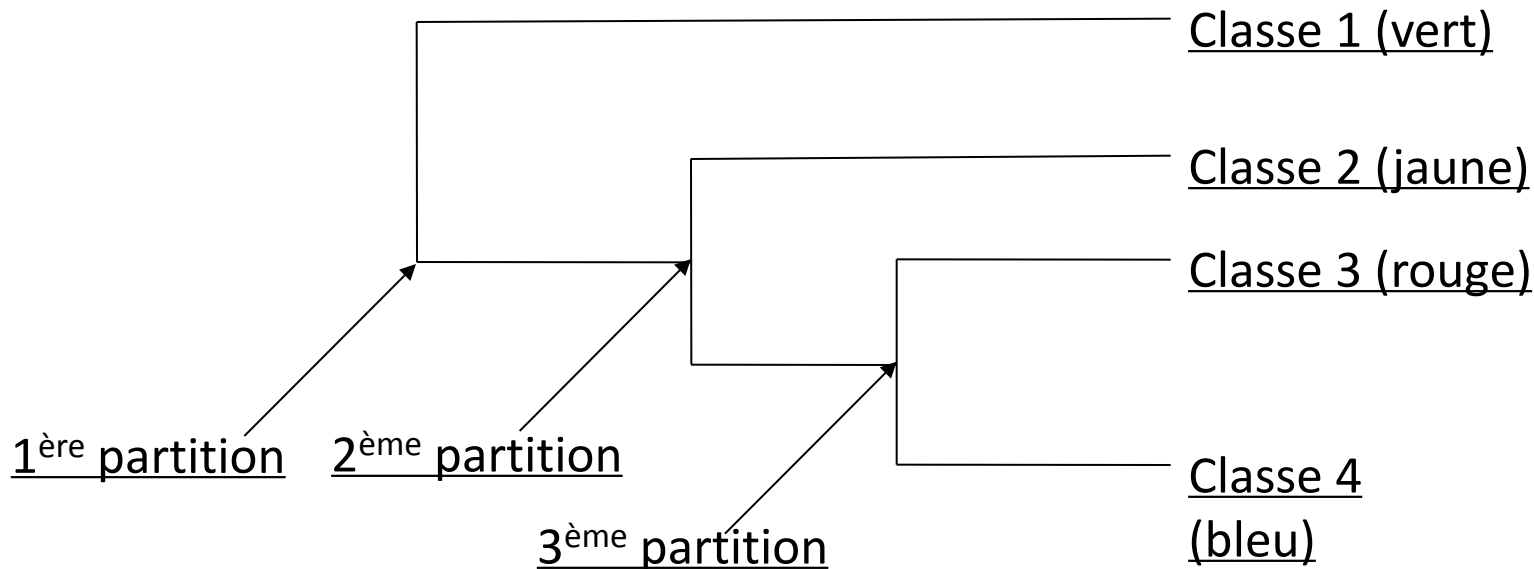 Classe 1 (vert)
Classe 2 (jaune)
Classe 3 (rouge)
1ère partition
2ème partition
Classe 4
(bleu)
3ème partition